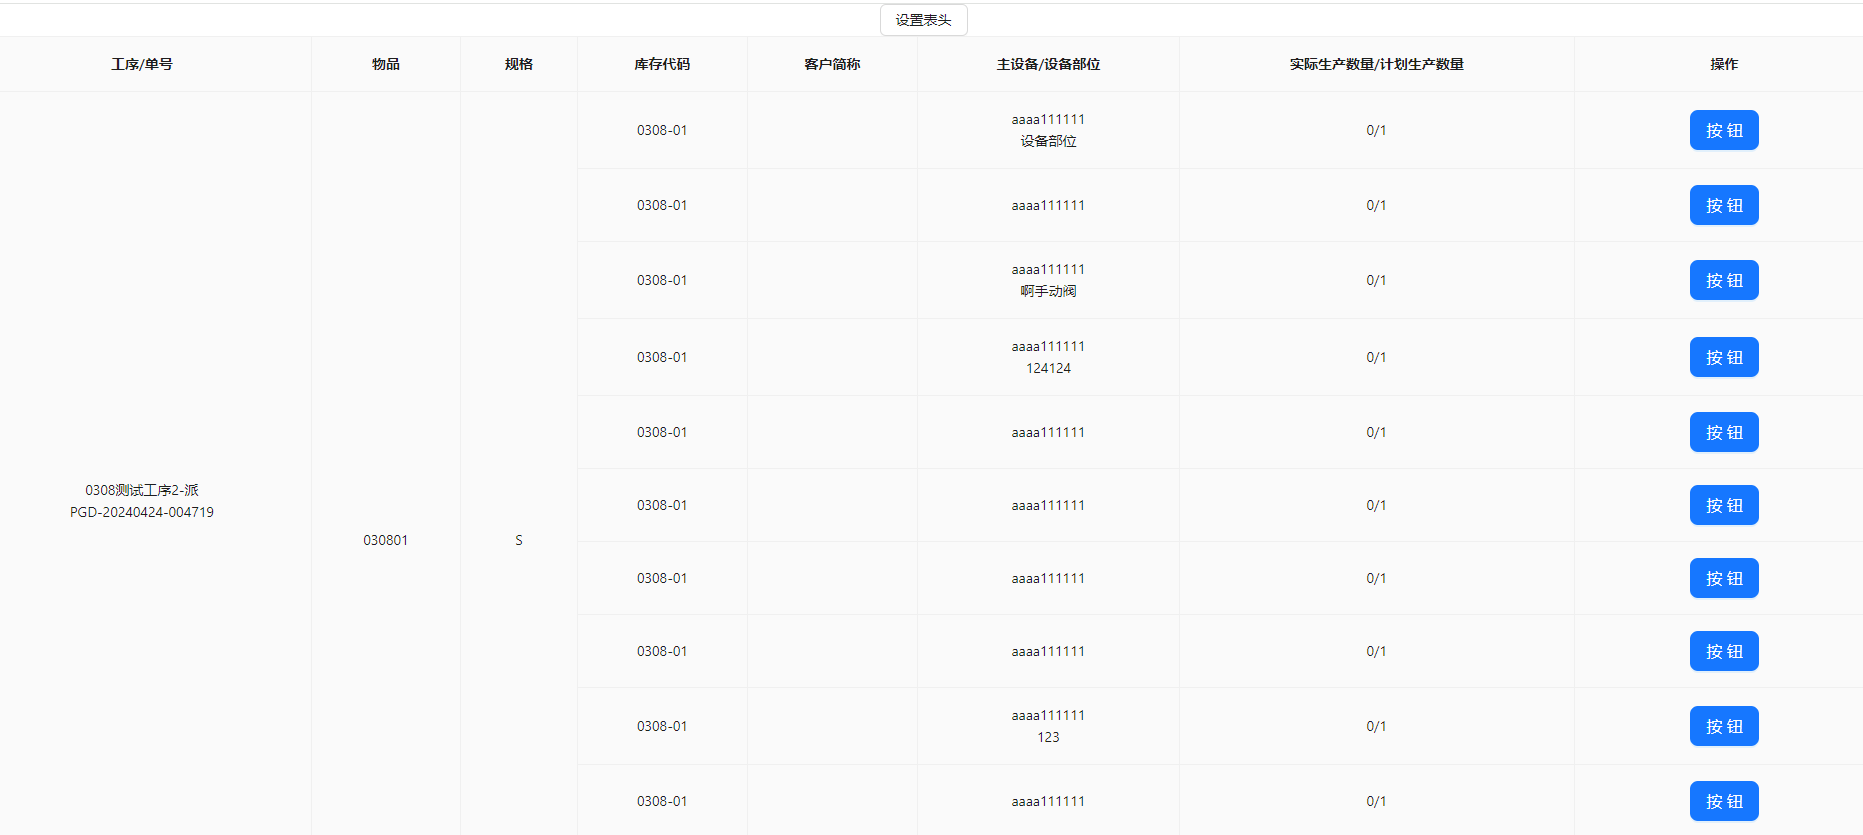 设置表头
工序/单号 物品 规格 库存代码 客户简称 主设备/设备部位 实际生产数量/计划生产数量 操作
0308-01 aaaa111111 0/1 按 钮
设备部位
0308-01 aaaa111111 0/1 按 钮
0308-01 aaaa111111 0/1 按 钮
啊手动阀
0308-01 aaaa111111 0/1 按 钮
124124
0308-01 aaaa111111 0/1 按 钮
0308测试工序2-派
PGD-20240424-004719
0308-01 aaaa111111 0/1 按 钮
030801 S
0308-01 aaaa111111 0/1 按 钮
0308-01 aaaa111111 0/1 按 钮
0308-01 aaaa111111 0/1 按 钮
123
0308-01 aaaa111111 0/1 按 钮